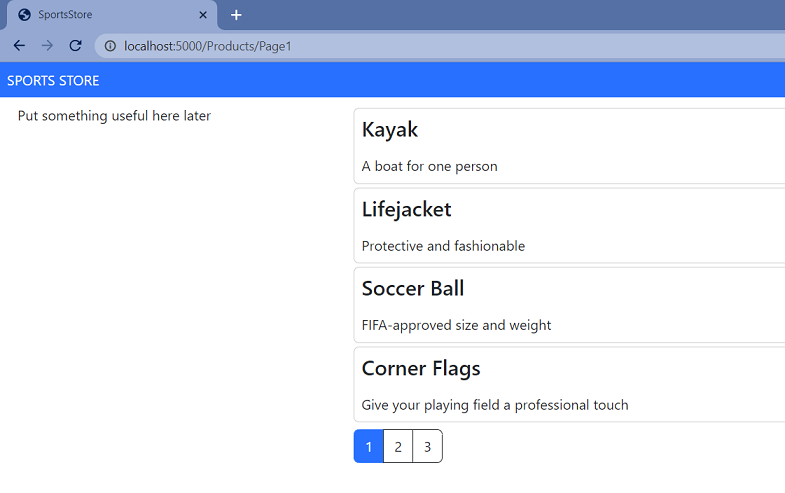 SportsStore
localhost:5000/Products/Page1
SPORTS STORE
Put something useful here later
Kayak
A boat for one person
Lifejacket
Protective and fashionable
Soccer Ball
FIFA-approved size and weight
Corner Flags
Give your playing field a professional touch
1 2 3